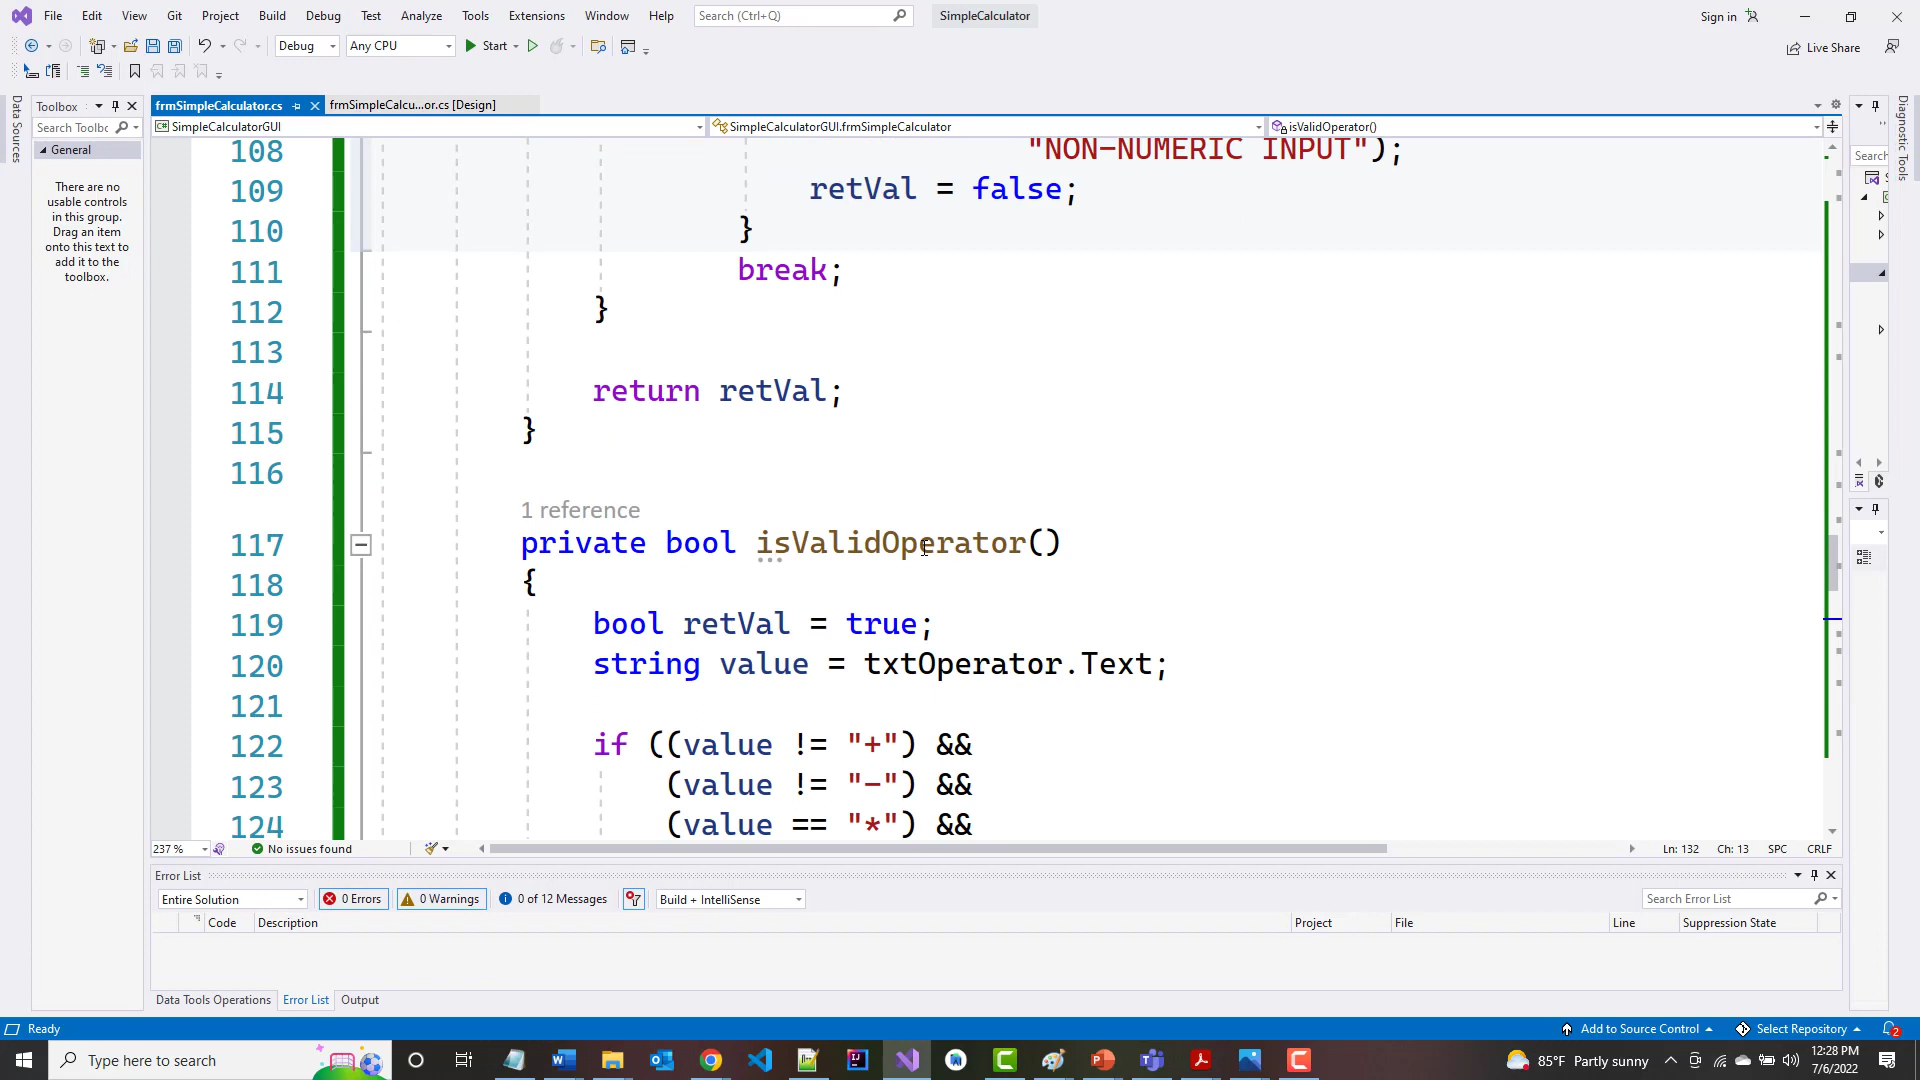 File Edit View Git Project Build Debug Test Analyze Tools Extensions Window Help Search (Ctrl+Q) SimpleCalculator Sign in
Debug Any CPU Start Live Share
Data Sources
Toolbox
Search Toolbc
General
There are no
usable controls
in this group.
Drag an item
onto this text to
add it to the
toolbox.
frmSimpleCalculator.cs frmSimpleCalcu...or.cs [Design]
SimpleCalculatorGUI SimpleCalculatorGUI.frmSimpleCalculator isValidOperator()
108 "NON-NUMERIC INPUT");
109 retVal = false;
110 }
111 break;
112 }
113
114 return retVal;
115 }
116
1 reference
117 private bool isValidOperator()
118 {
119 bool retVal = true;
120 string value = txtOperator.Text;
121
122 if ((value != "+") &&
123 (value != "-") &&
124 (value == "*") &&
237 % No issues found Ln: 132 Ch: 13 SPC CRLF
Diagnostic Tools
Search
Error List
Entire Solution 0 Errors 0 Warnings 0 of 12 Messages Build + IntelliSense Search Error List
Code Description Project File Line Suppression State
Data Tools Operations Error List Output
Ready Add to Source Control Select Repository 2
Type here to search 85°F Partly sunny 12:28 PM
7/6/2022